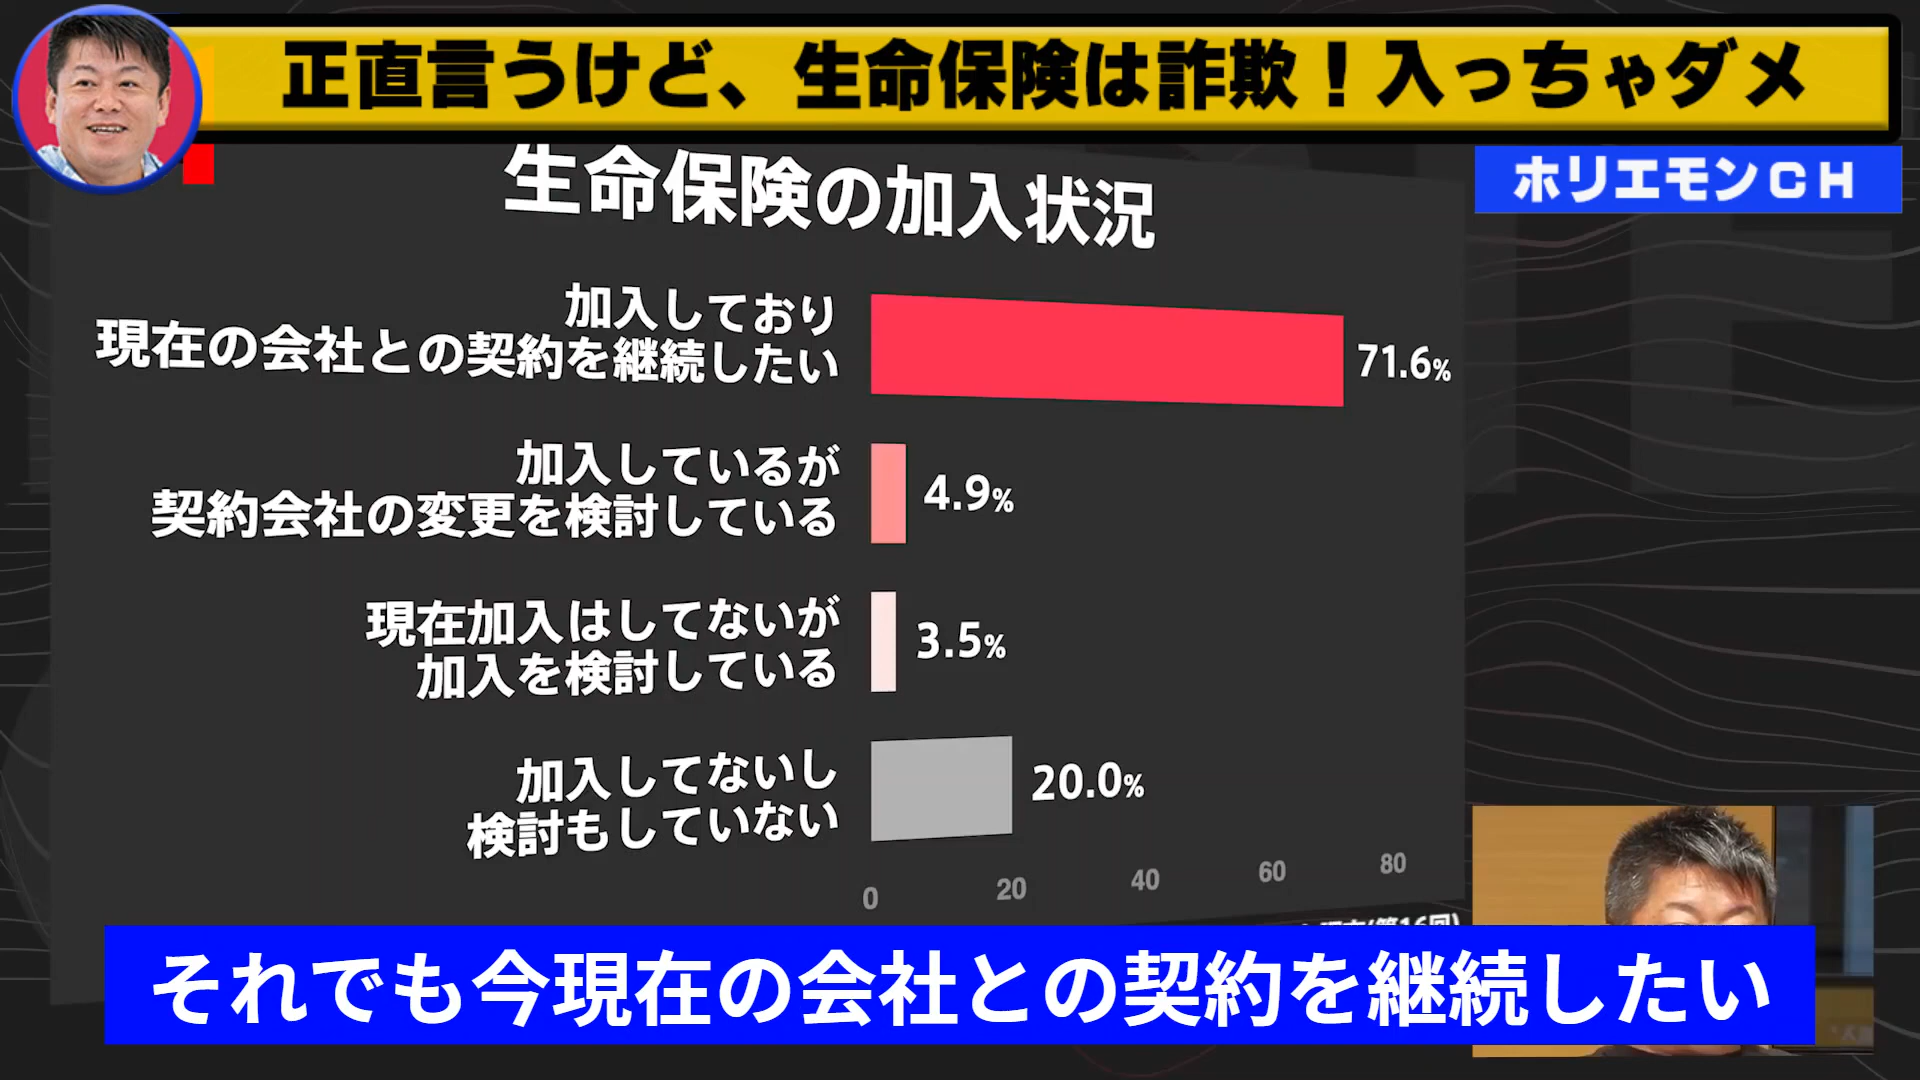 正直言うけど、生命保険は詐欺！入っちゃダメ
ホリエモンCH
生命保険の加入状況
加入しており
現在の会社との契約を継続したい
71.6%
加入しているが
契約会社の変更を検討している
4.9%
現在加入はしてないが
加入を検討している
3.5%
加入してないし
検討もしていない
20.0%
0 20 40 60 80
(第16回)
それでも今現在の会社との契約を継続したい